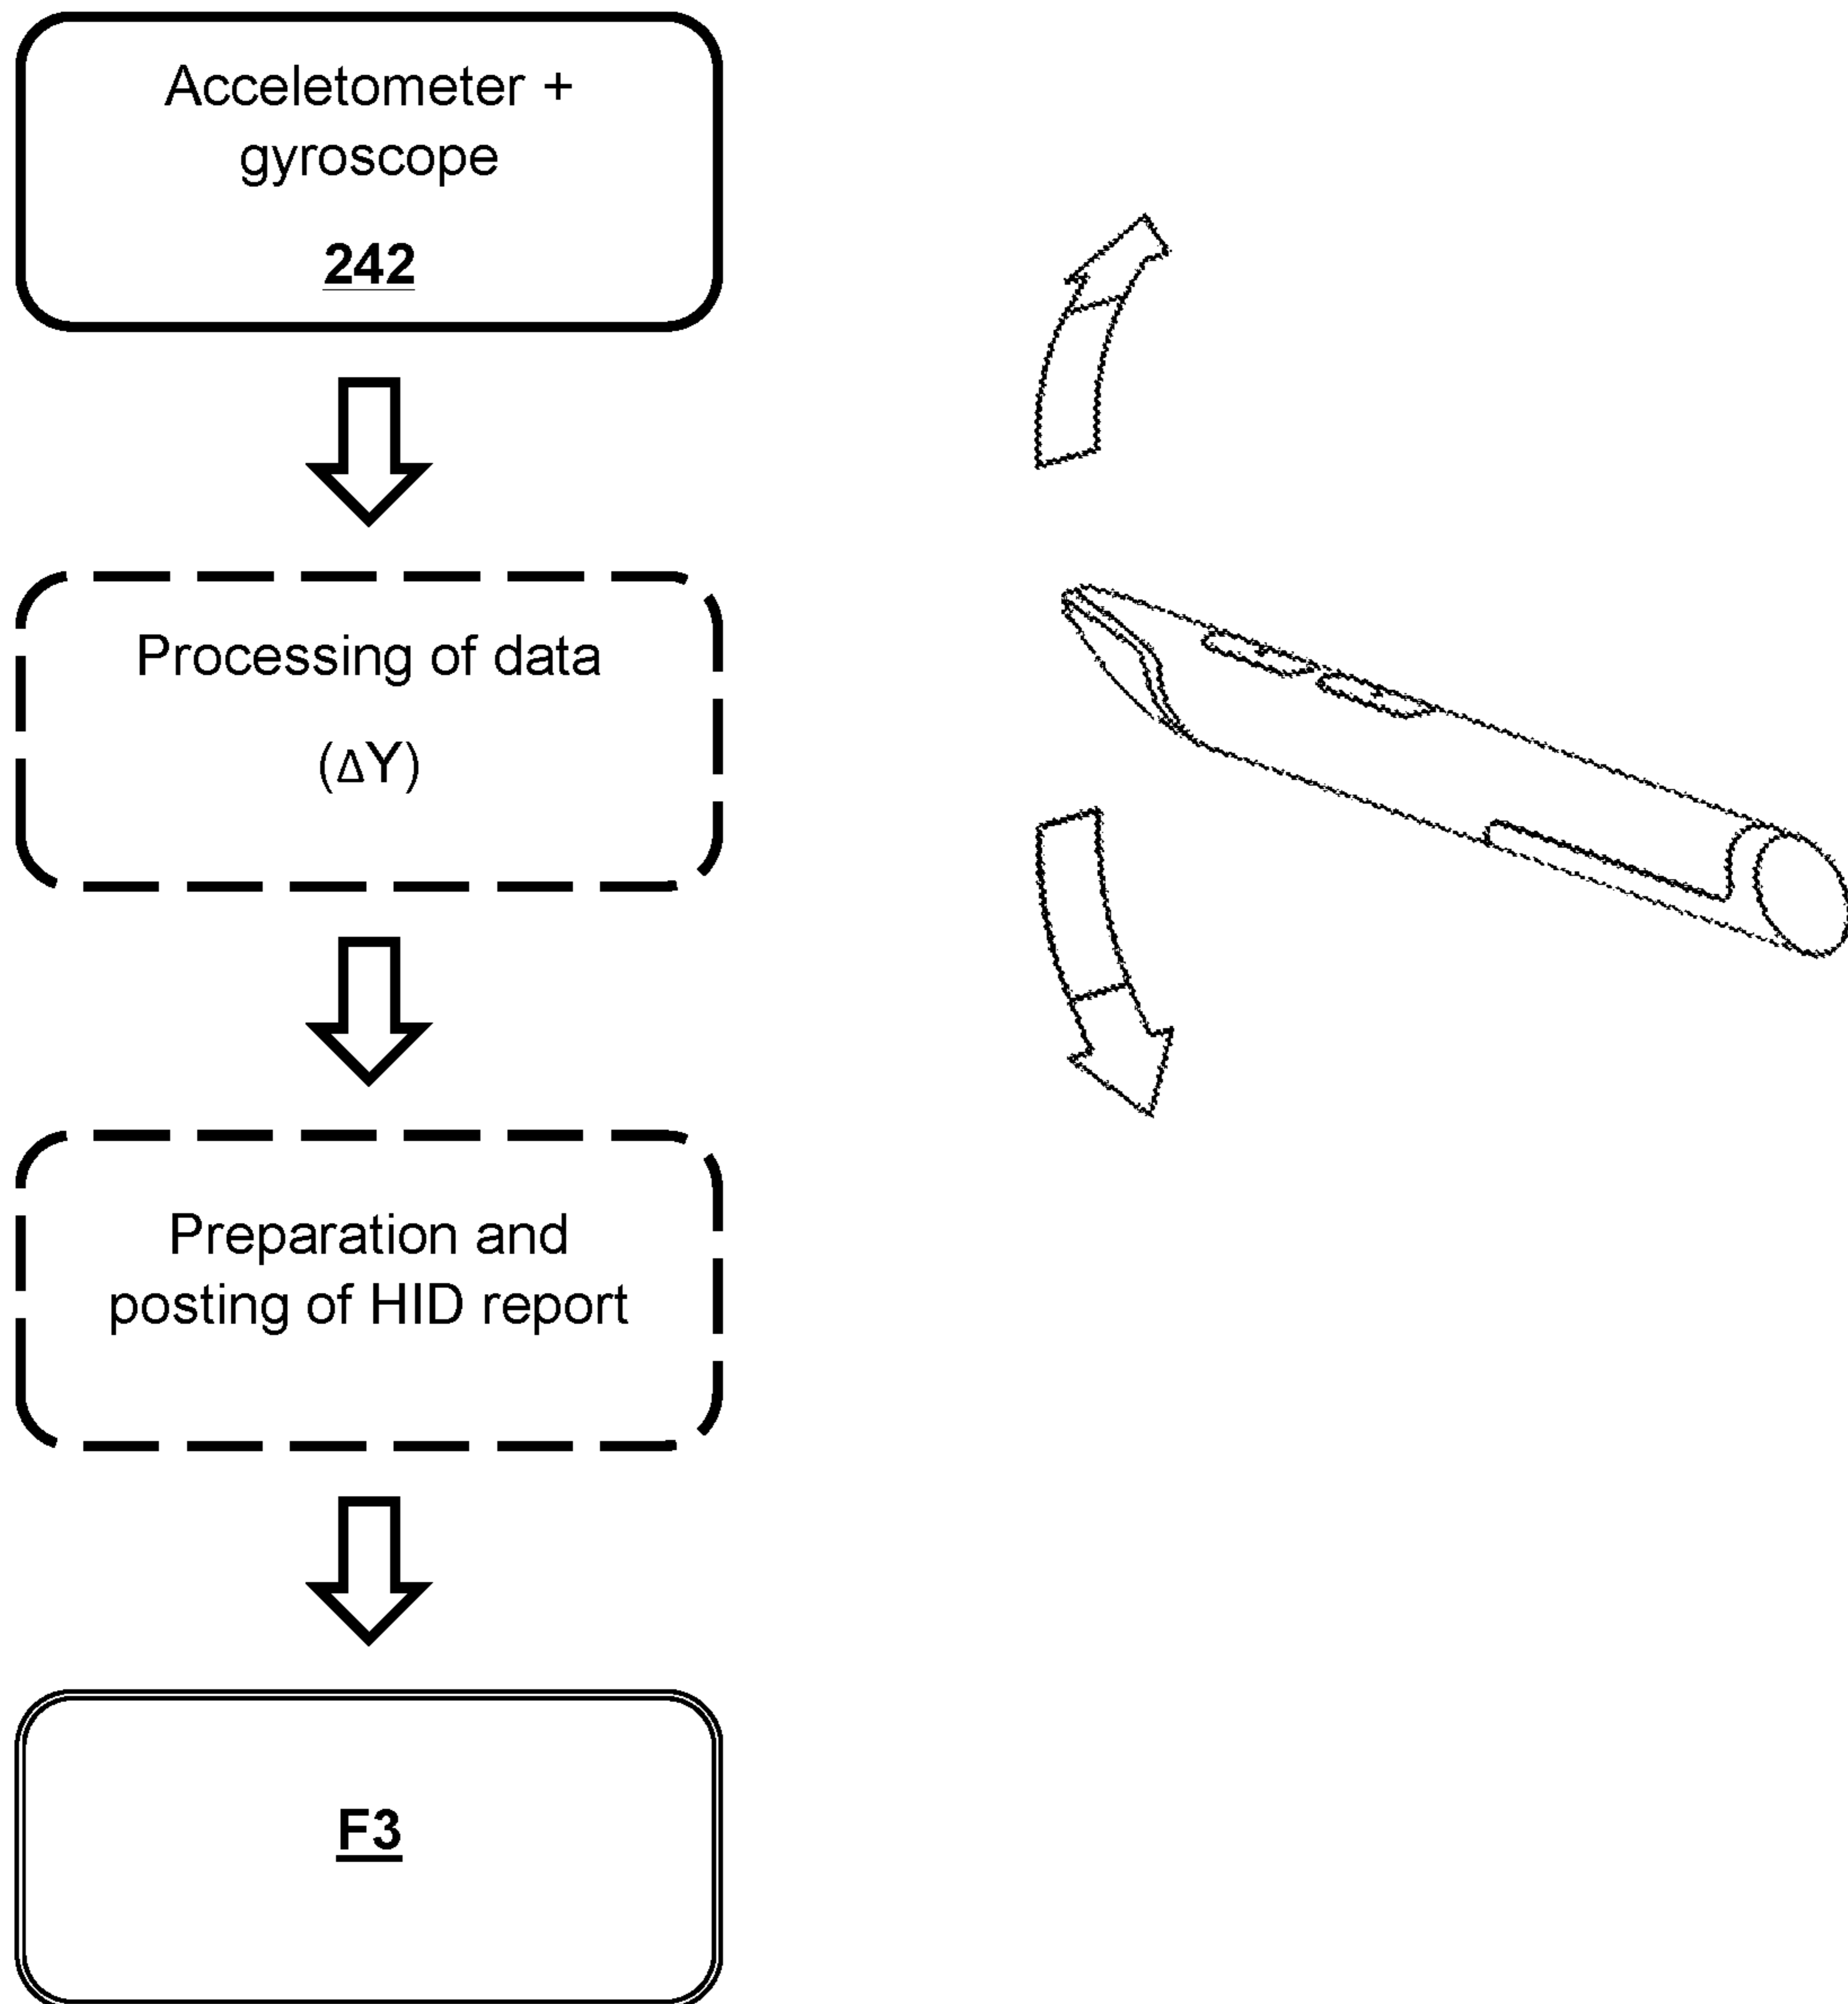 Acceletometer +
gyroscope
242
Processing of data
(ΔY)
Preparation and
posting of HID report
F3